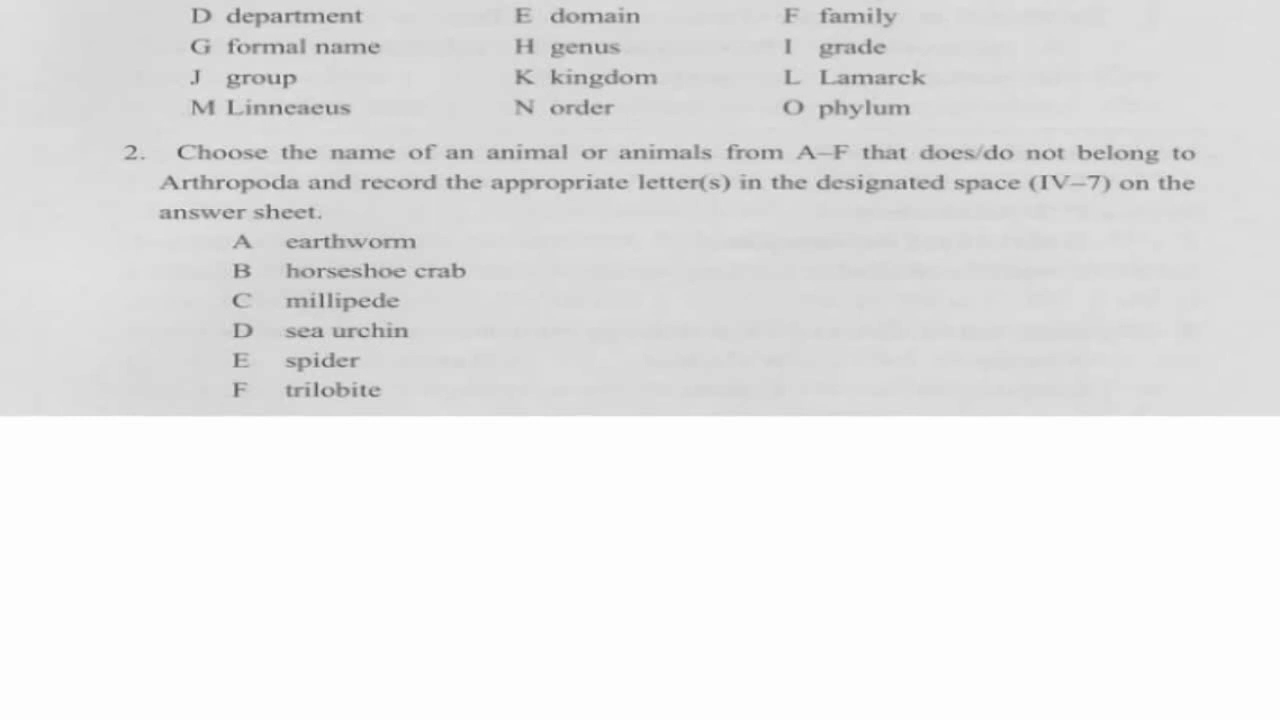 D department E domain F family
G formal name H genus I grade
J group K kingdom L Lamarck
M Linneaeus N order O phylum
2. Choose the name of an animal or animals from A–F that does/do not belong to
Arthropoda and record the appropriate letter(s) in the designated space (IV–7) on the
answer sheet.
A earthworm
B horseshoe crab
C millipede
D sea urchin
E spider
F trilobite